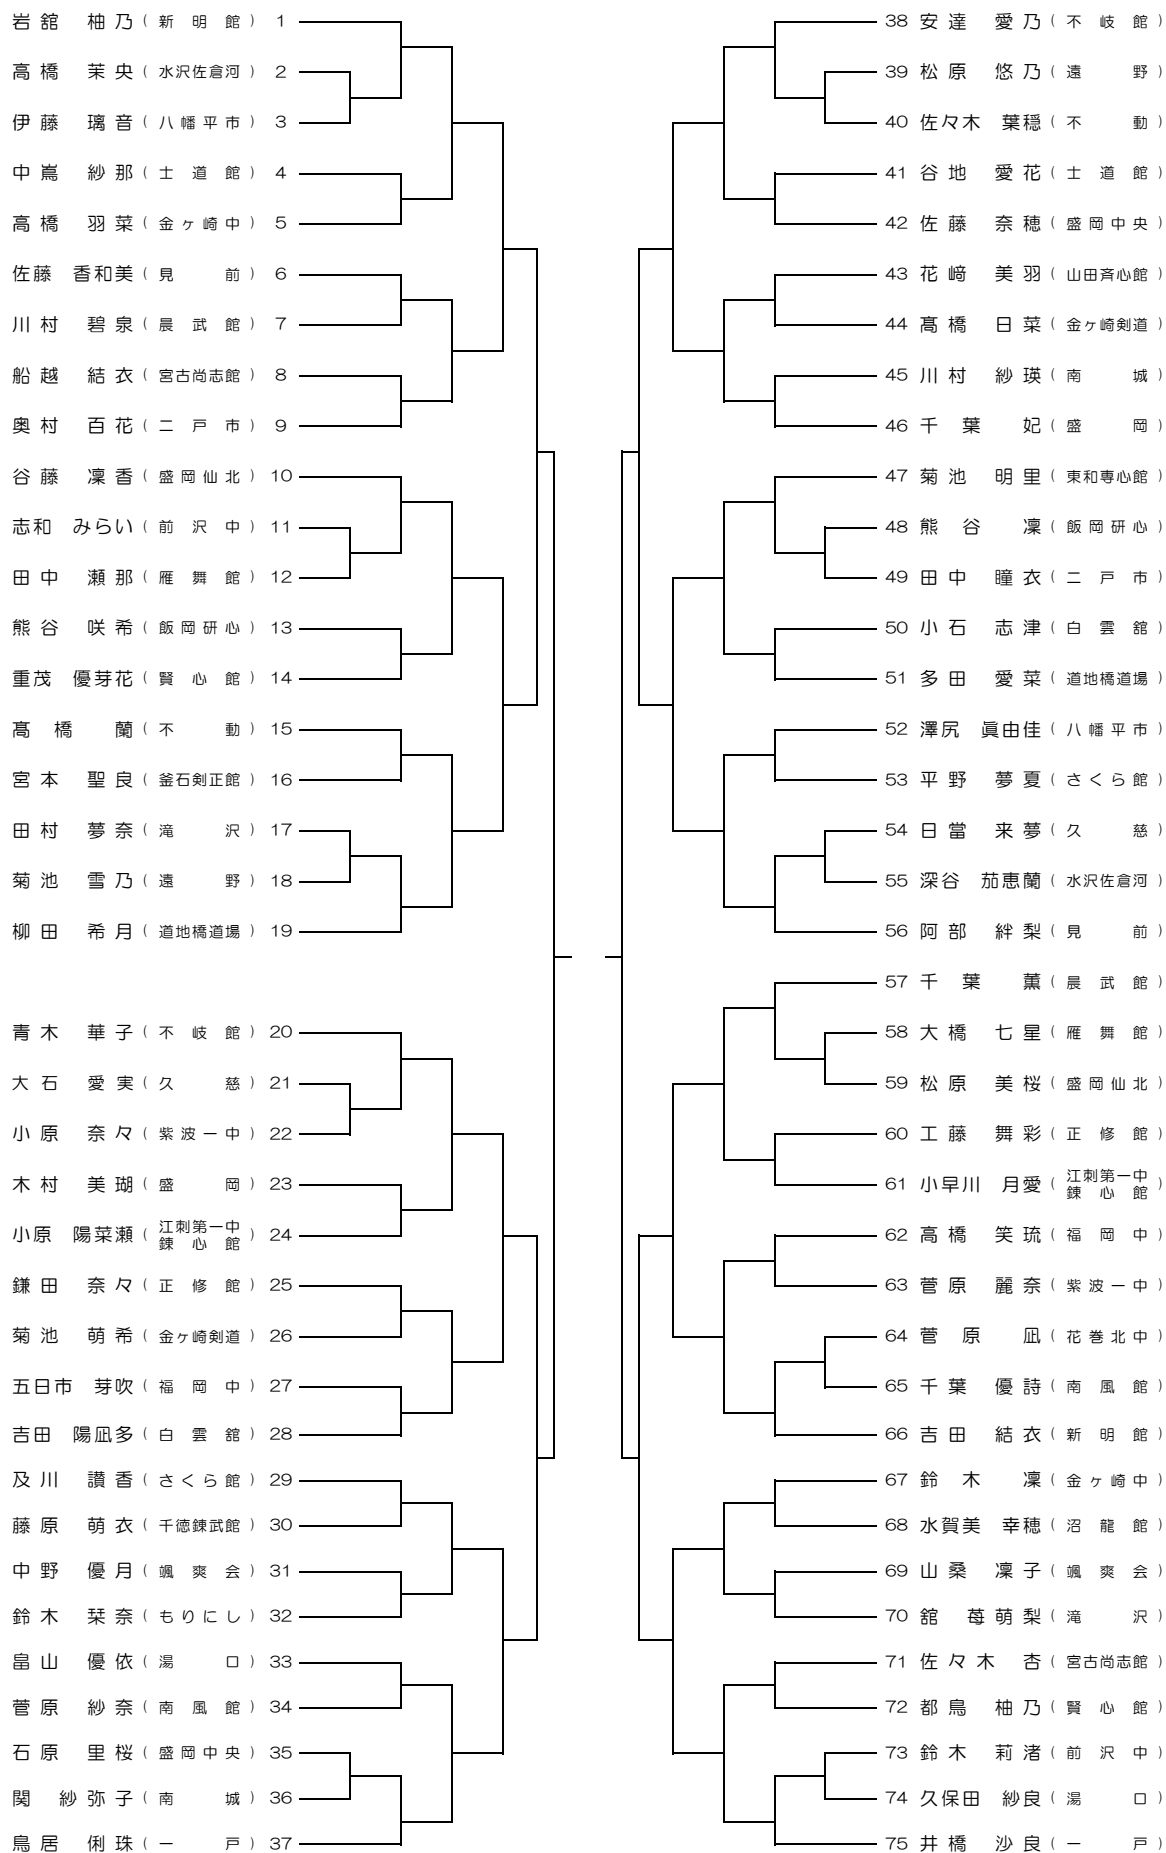 岩舘 柚乃 (新明館) 1
高橋 茉央 (水沢佐倉河) 2
伊藤 璃音 (八幡平市) 3
中嶌 紗那 (士道館) 4
高橋 羽菜 (金ヶ崎中) 5
佐藤 香和美 (見前) 6
川村 碧泉 (晨武館) 7
船越 結衣 (宮古尚志館) 8
奥村 百花 (二戸市) 9
谷藤 凜香 (盛岡仙北) 10
志和 みらい (前沢中) 11
田中 瀬那 (雁舞館) 12
熊谷 咲希 (飯岡研心) 13
重茂 優芽花 (賢心館) 14
髙橋 蘭 (不動) 15
宮本 聖良 (釜石剣正館) 16
田村 夢奈 (滝沢) 17
菊池 雪乃 (遠野) 18
柳田 希月 (道地橋道場) 19
青木 華子 (不岐館) 20
大石 愛実 (久慈) 21
小原 奈々 (紫波一中) 22
木村 美瑚 (盛岡) 23
小原 陽菜瀬 (江刺第一中 錬心館) 24
鎌田 奈々 (正修館) 25
菊池 萌希 (金ヶ崎剣道) 26
五日市 芽吹 (福岡中) 27
吉田 陽凪多 (白雲舘) 28
及川 讃香 (さくら館) 29
藤原 萌衣 (千徳錬武館) 30
中野 優月 (颯爽会) 31
鈴木 栞奈 (もりにし) 32
畠山 優依 (湯口) 33
菅原 紗奈 (南風館) 34
石原 里桜 (盛岡中央) 35
関 紗弥子 (南城) 36
鳥居 俐珠 (一戸) 37
38 安達 愛乃 (不岐館)
39 松原 悠乃 (遠野)
40 佐々木 葉穏 (不動)
41 谷地 愛花 (士道館)
42 佐藤 奈穂 (盛岡中央)
43 花﨑 美羽 (山田斉心館)
44 髙橋 日菜 (金ヶ崎剣道)
45 川村 紗瑛 (南城)
46 千葉 妃 (盛岡)
47 菊池 明里 (東和専心館)
48 熊谷 凜 (飯岡研心)
49 田中 瞳衣 (二戸市)
50 小石 志津 (白雲舘)
51 多田 愛菜 (道地橋道場)
52 澤尻 眞由佳 (八幡平市)
53 平野 夢夏 (さくら館)
54 日當 来夢 (久慈)
55 深谷 茄恵蘭 (水沢佐倉河)
56 阿部 絆梨 (見前)
57 千葉 薫 (晨武館)
58 大橋 七星 (雁舞館)
59 松原 美桜 (盛岡仙北)
60 工藤 舞彩 (正修館)
61 小早川 月愛 (江刺第一中 錬心館)
62 高橋 笑琉 (福岡中)
63 菅原 麗奈 (紫波一中)
64 菅原 凪 (花巻北中)
65 千葉 優詩 (南風館)
66 吉田 結衣 (新明館)
67 鈴木 凜 (金ヶ崎中)
68 水賀美 幸穂 (沼龍館)
69 山桑 凜子 (颯爽会)
70 舘 苺萌梨 (滝沢)
71 佐々木 杏 (宮古尚志館)
72 都鳥 柚乃 (賢心館)
73 鈴木 莉渚 (前沢中)
74 久保田 紗良 (湯口)
75 井橋 沙良 (一戸)